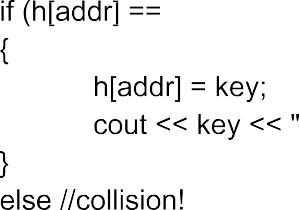 if (h[addr] ==
{
h[addr] = key;
cout << key << "
}
else //collision!